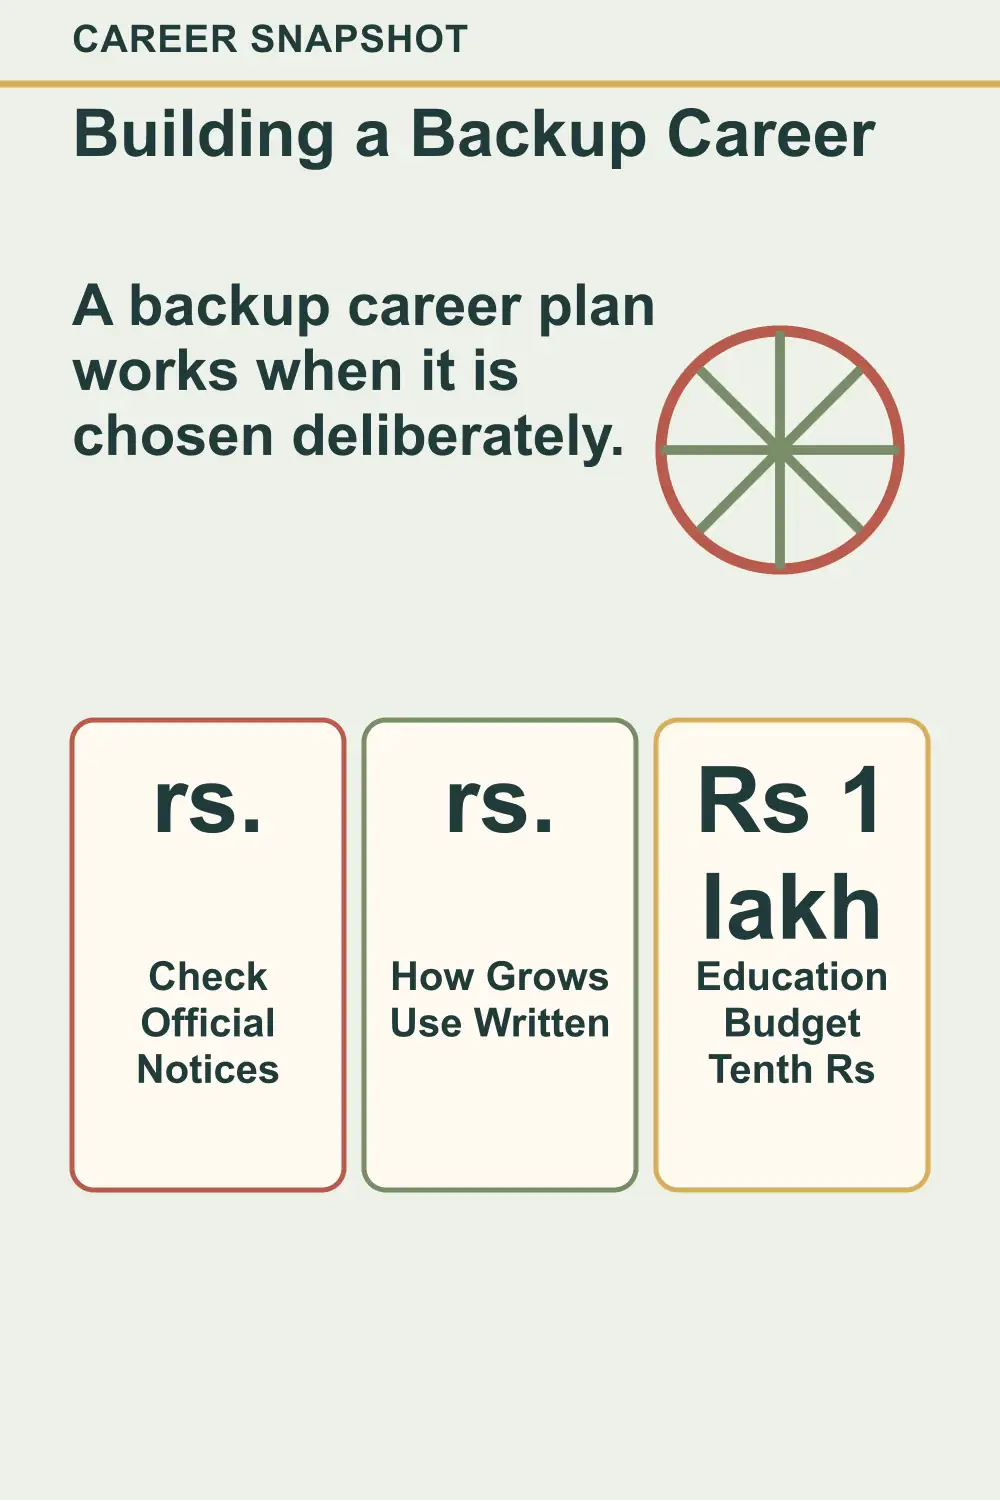 CAREER SNAPSHOT
Building a Backup Career
A backup career plan
works when it is
chosen deliberately.
rs.
Check
Official
Notices
rs.
How Grows
Use Written
Rs 1
lakh
Education
Budget
Tenth Rs